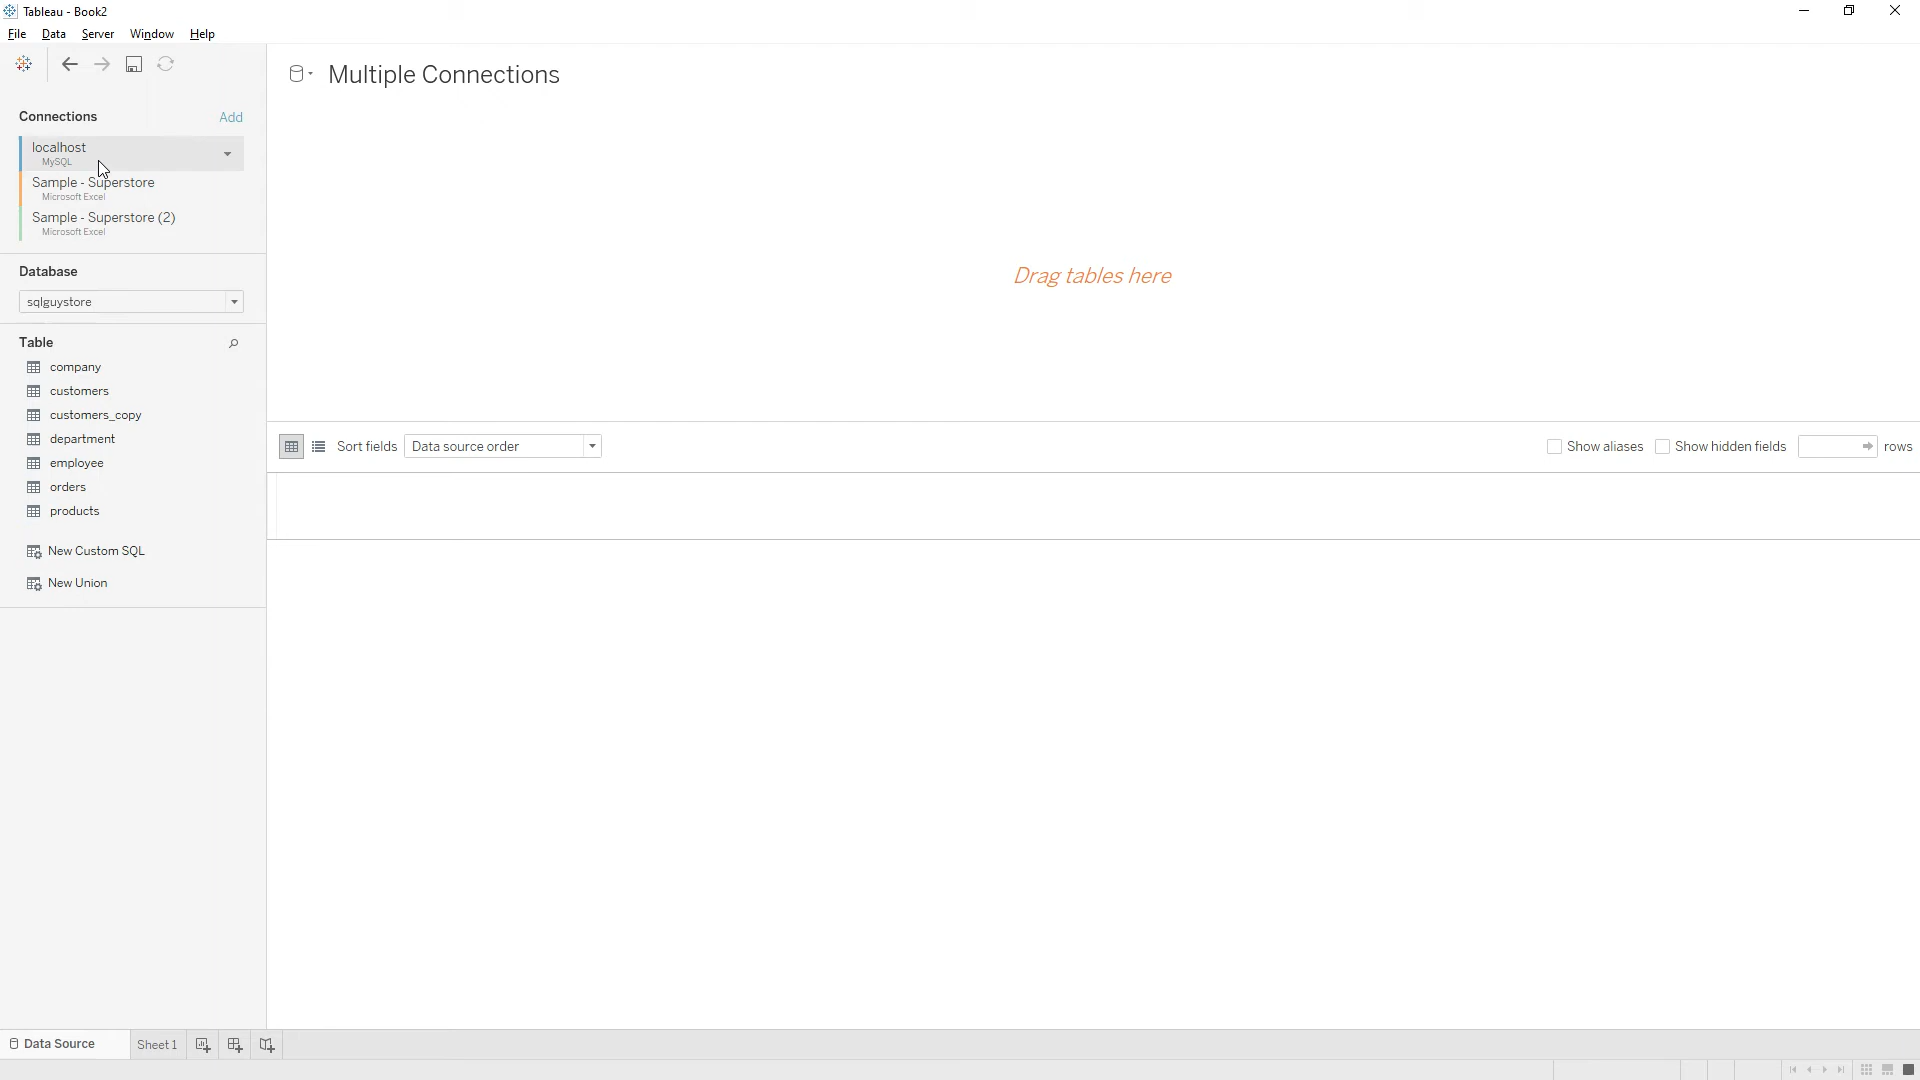 Tableau - Book2
File Data Server Window Help
Multiple Connections
Connections Add
localhost
MySQL
Sample - Superstore
Microsoft Excel
Sample - Superstore (2)
Microsoft Excel
Database
sqlguystore
Drag tables here
Table
company
customers
customers_copy
department
employee
orders
products
New Custom SQL
New Union
Sort fields Data source order Show aliases Show hidden fields rows
Data Source Sheet 1